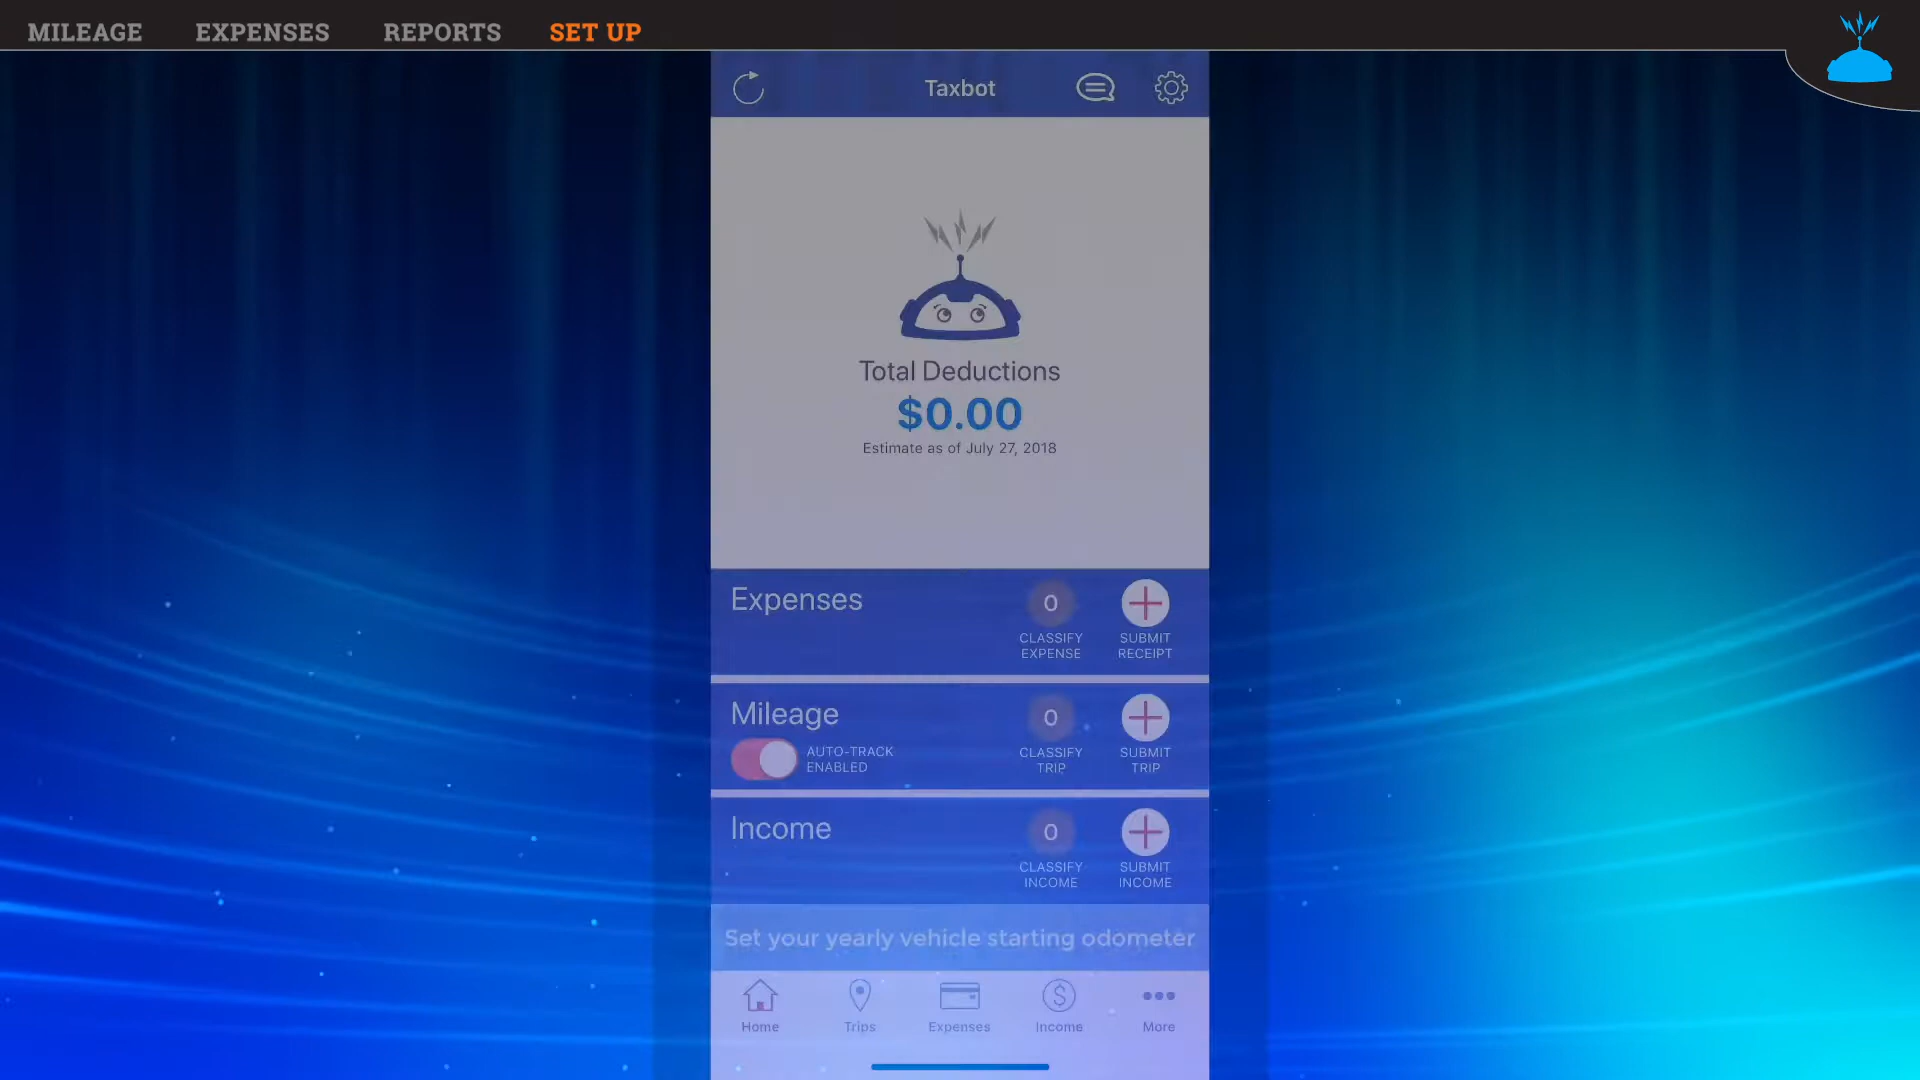 MILEAGE EXPENSES REPORTS SET UP
Taxbot
Total Deductions
$0.00
Estimate as of July 27, 2018
Expenses
0
CLASSIFY
EXPENSE
SUBMIT
RECEIPT
Mileage
AUTO-TRACK
ENABLED
0
CLASSIFY
TRIP
SUBMIT
TRIP
Income
0
CLASSIFY
INCOME
SUBMIT
INCOME
Set your yearly vehicle starting odometer
Home Trips Expenses Income More